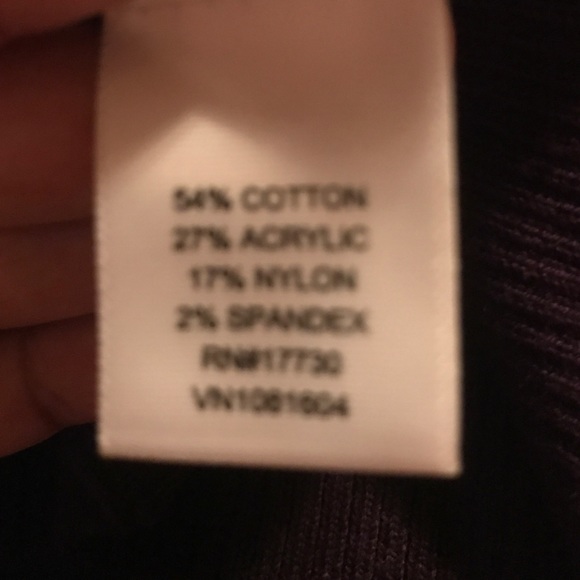 54% COTTON
27% ACRYLIC
17% NYLON
2% SPANDEX
RN#17730
VN1081604